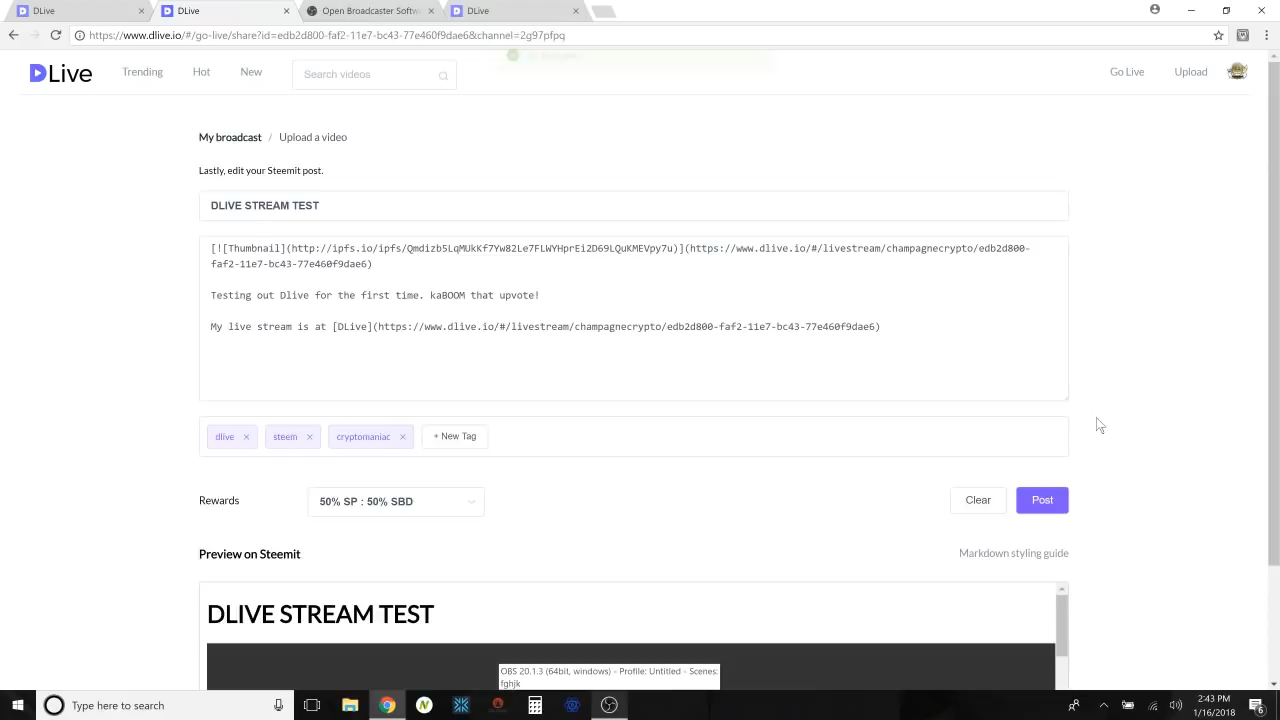 DLive
DLive
Open Broadcaster Softw
DLive
https://www.dlive.io/#/go-live/share?id=edb2d800-faf2-11e7-bc43-77e460f9dae6&channel=2g97pfpq
DLive
Trending
Hot
New
Search videos
Go Live
Upload
My broadcast / Upload a video
Lastly, edit your Steemit post.
DLIVE STREAM TEST
[![Thumbnail](http://ipfs.io/ipfs/Qmdizb5LqMUkKf7Yw82Le7FLWYHprEi2D69LQuKMEVpy7u)](https://www.dlive.io/#/livestream/champagnecrypto/edb2d800-
faf2-11e7-bc43-77e460f9dae6)
Testing out Dlive for the first time. kaBOOM that upvote!
My live stream is at [DLive](https://www.dlive.io/#/livestream/champagnecrypto/edb2d800-faf2-11e7-bc43-77e460f9dae6)
dlive ×
steem ×
cryptomaniac ×
+ New Tag
Rewards
50% SP : 50% SBD
Clear
Post
Preview on Steemit
Markdown styling guide
DLIVE STREAM TEST
OBS 20.1.3 (64bit, windows) - Profile: Untitled - Scenes:
fghjk
Type here to search
2:43 PM
1/16/2018
6